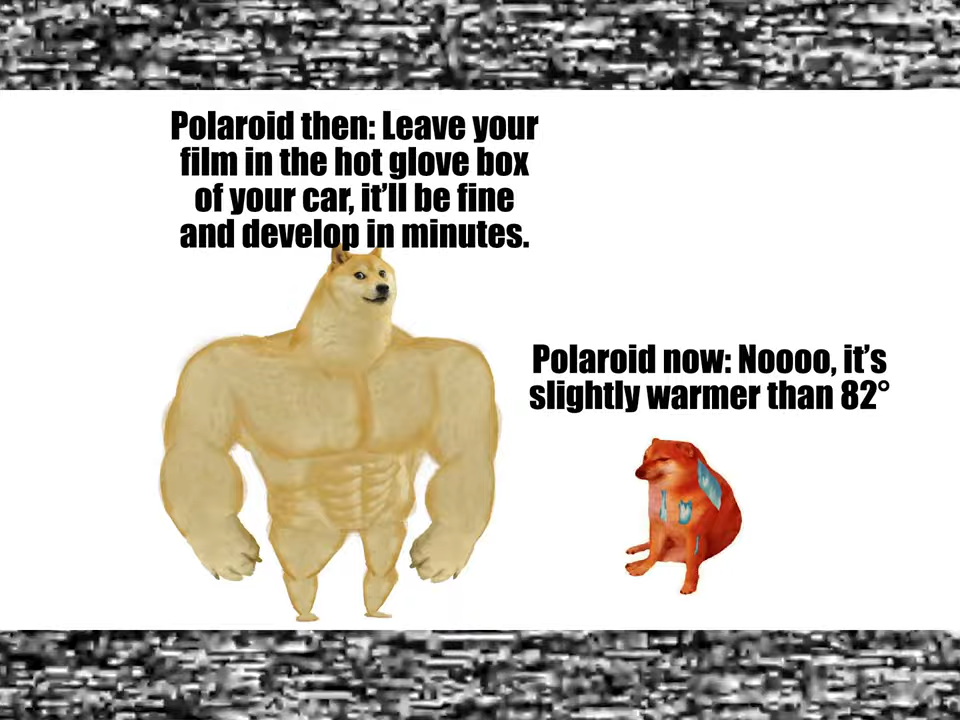 Polaroid then: Leave your
film in the hot glove box
of your car, it’ll be fine
and develop in minutes.
Polaroid now: Noooo, it’s
slightly warmer than 82°